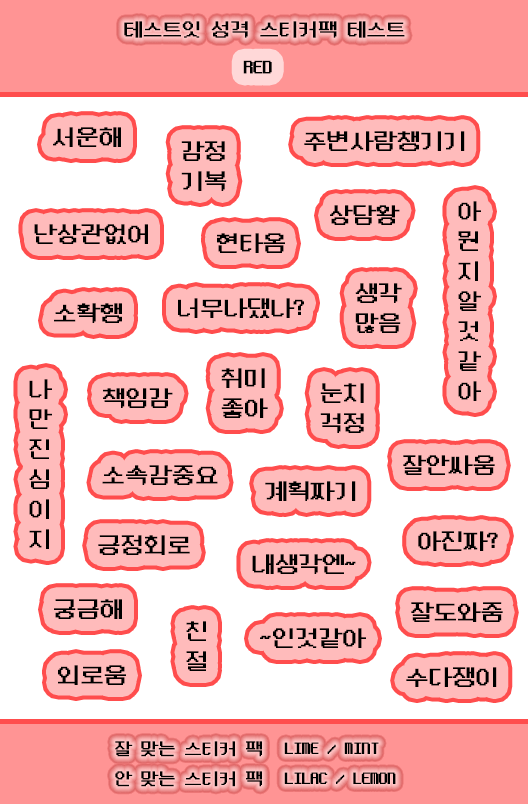 테스트잇 성격 스티커팩 테스트
RED
서운해
감정
기복
주변사람챙기기
난상관없어
현타옴
상담왕
아
뭔
지
알
것
같
아
소확행
너무나댔나?
생각
많음
나
만
진
심
이
지
책임감
취미
좋아
눈치
걱정
소속감중요
계획짜기
잘안싸움
긍정회로
내생각엔~
아진짜?
궁금해
친
절
~인것같아
잘도와줌
외로움
수다쟁이
잘 맞는 스티커 팩 LIME / MINT
안 맞는 스티커 팩 LILAC / LEMON